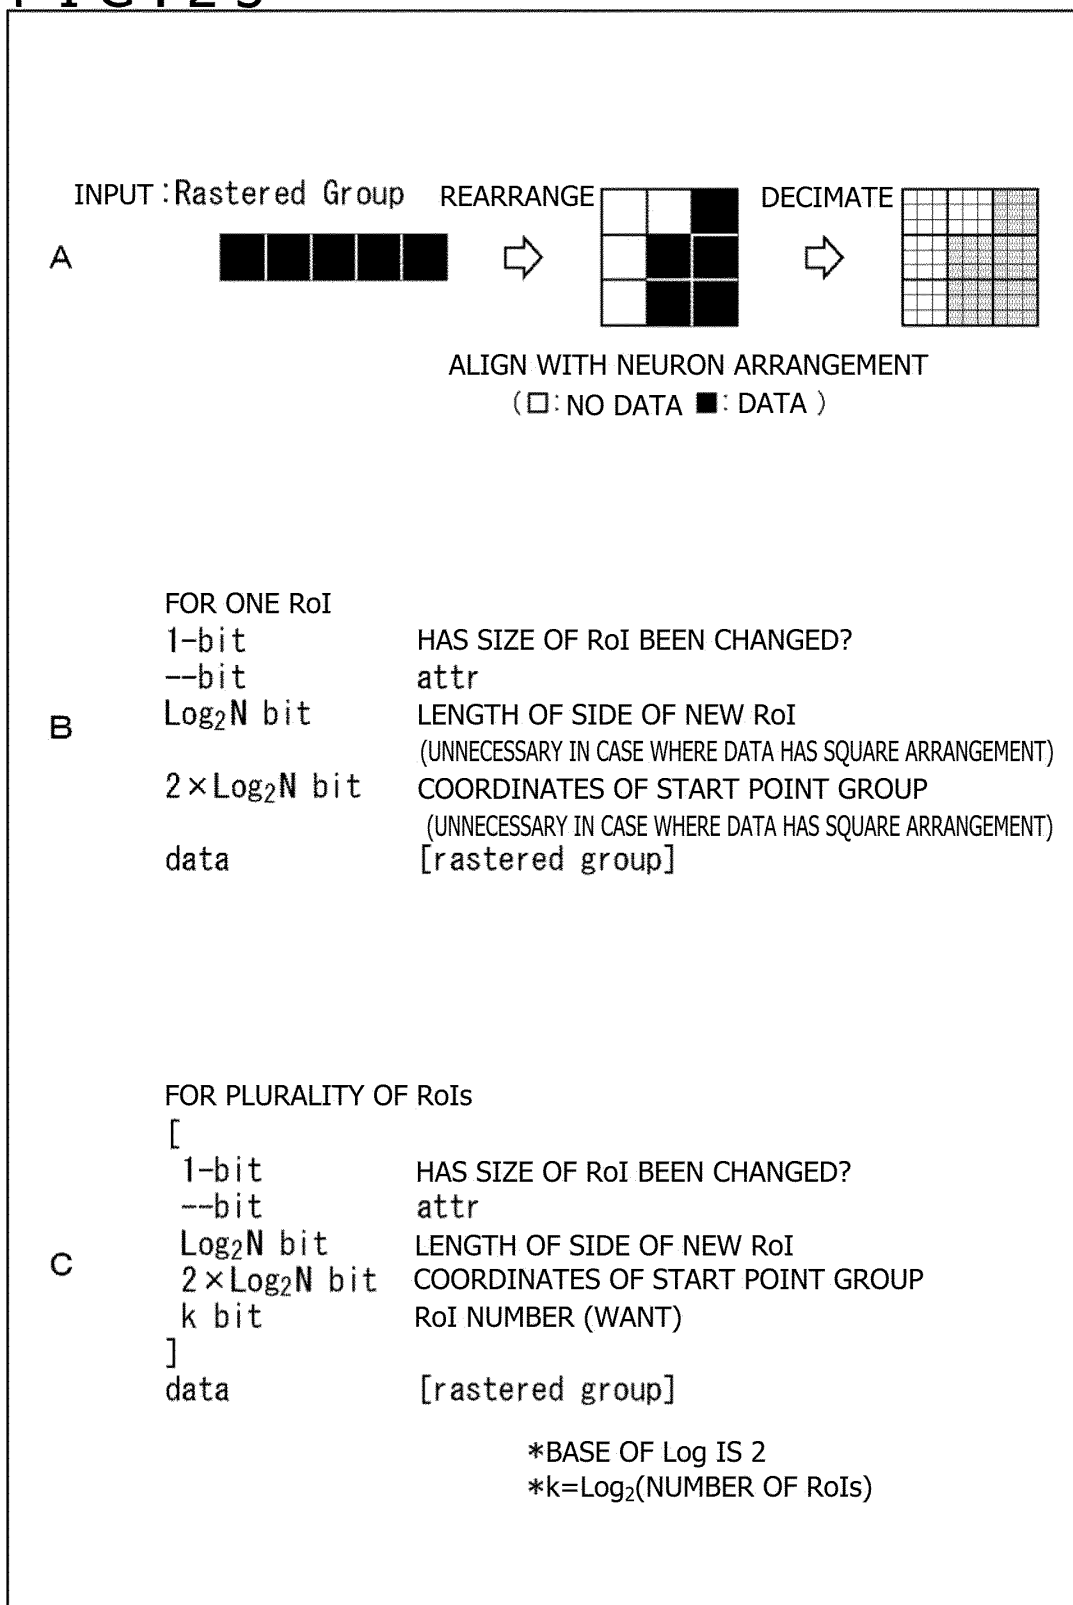 FIG. 23
A
INPUT:Rastered Group REARRANGE DECIMATE
ALIGN WITH NEURON ARRANGEMENT
(□: NO DATA ■: DATA )
B
FOR ONE RoI
1-bit HAS SIZE OF RoI BEEN CHANGED?
--bit attr
Log₂N bit LENGTH OF SIDE OF NEW RoI
(UNNECESSARY IN CASE WHERE DATA HAS SQUARE ARRANGEMENT)
2×Log₂N bit COORDINATES OF START POINT GROUP
(UNNECESSARY IN CASE WHERE DATA HAS SQUARE ARRANGEMENT)
data [rastered group]
C
FOR PLURALITY OF RoIs
[
1-bit HAS SIZE OF RoI BEEN CHANGED?
--bit attr
Log₂N bit LENGTH OF SIDE OF NEW RoI
2×Log₂N bit COORDINATES OF START POINT GROUP
k bit RoI NUMBER (WANT)
]
data [rastered group]
*BASE OF Log IS 2
*k=Log₂(NUMBER OF RoIs)